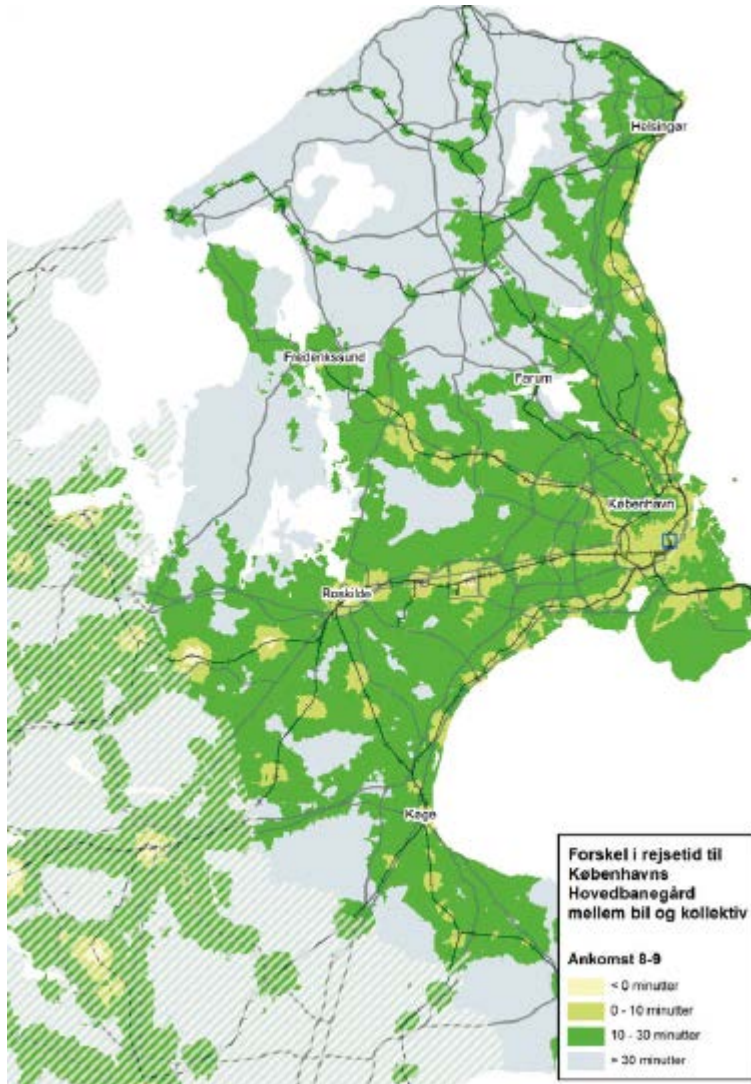 Helsingør
Frederikssund
Farum
København
Roskilde
Køge
Forskel i rejsetid til
Københavns
Hovedbanegård
mellem bil og kollektiv
Ankomst 8-9
< 0 minutter
0 - 10 minutter
10 - 30 minutter
> 30 minutter